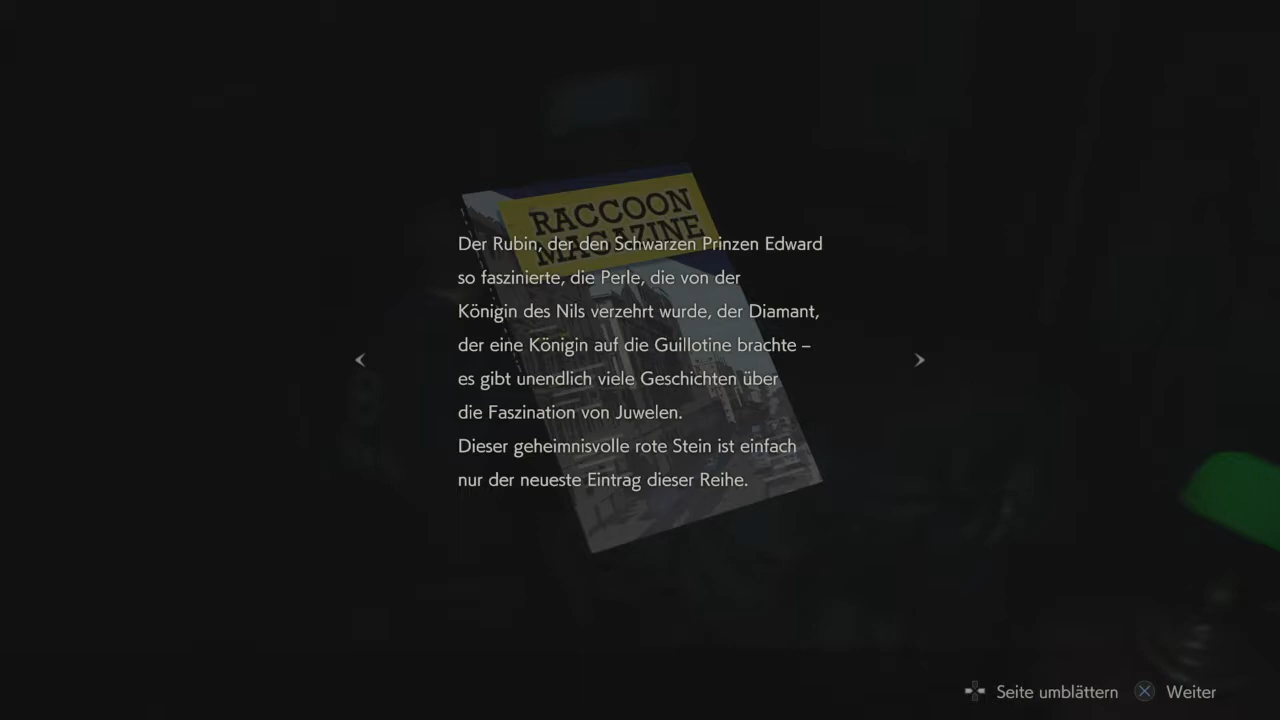 RACCOON
MAGAZINE
Der Rubin, der den Schwarzen Prinzen Edward
so faszinierte, die Perle, die von der
Königin des Nils verzehrt wurde, der Diamant,
der eine Königin auf die Guillotine brachte –
es gibt unendlich viele Geschichten über
die Faszination von Juwelen.
Dieser geheimnisvolle rote Stein ist einfach
nur der neueste Eintrag dieser Reihe.
Seite umblättern
Weiter